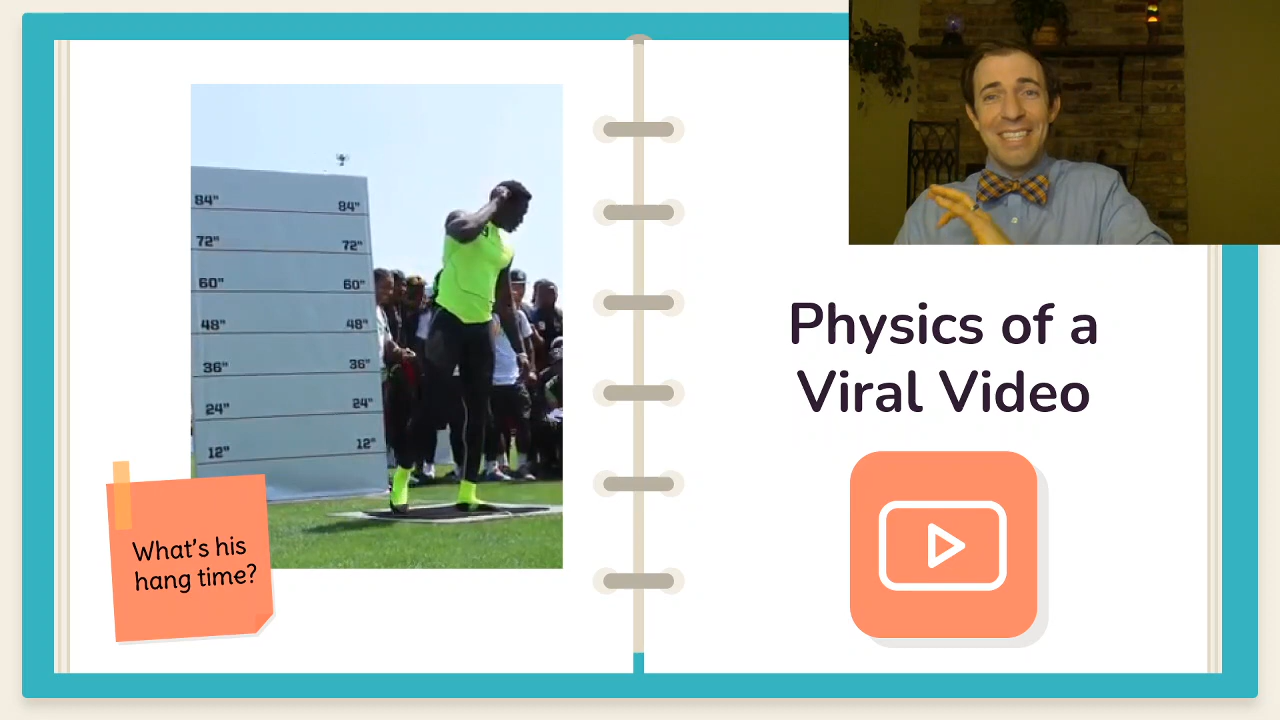 84" 84"
72" 72"
60" 60"
48" 48"
36" 36"
24" 24"
12" 12"
What's his
hang time?
Physics of a
Viral Video